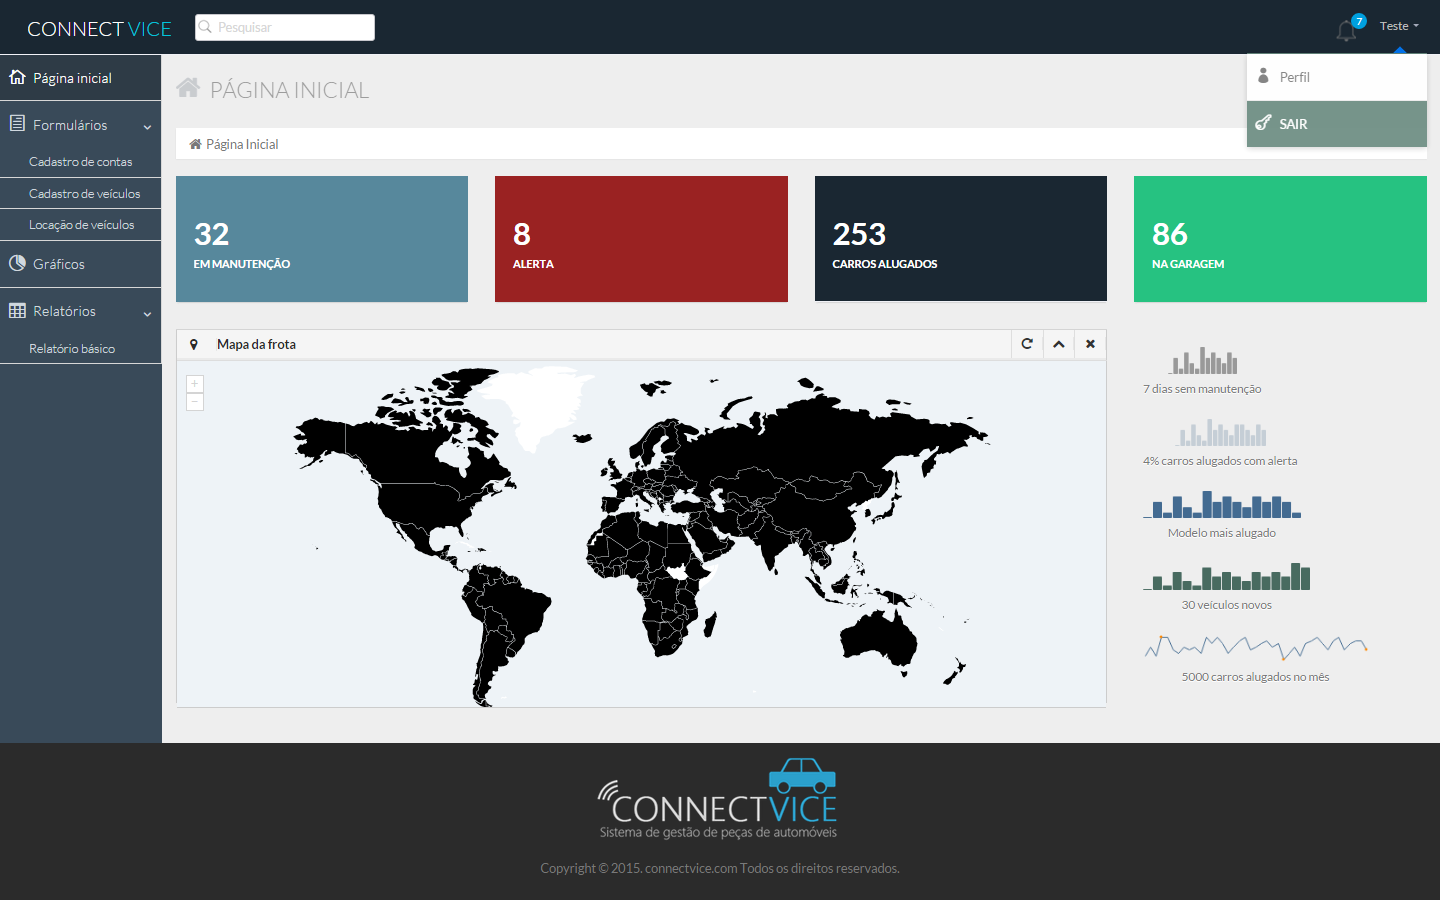 CONNECT VICE
Pesquisar
7
Teste
Perfil
SAIR
Página inicial
Formulários
Cadastro de contas
Cadastro de veículos
Locação de veículos
Gráficos
Relatórios
Relatório básico
PÁGINA INICIAL
Página Inicial
32
EM MANUTENÇÃO
8
ALERTA
253
CARROS ALUGADOS
86
NA GARAGEM
Mapa da frota
+
−
7 dias sem manutenção
4% carros alugados com alerta
Modelo mais alugado
30 veículos novos
5000 carros alugados no mês
CONNECTVICE
Sistema de gestão de peças de automóveis
Copyright © 2015. connectvice.com Todos os direitos reservados.